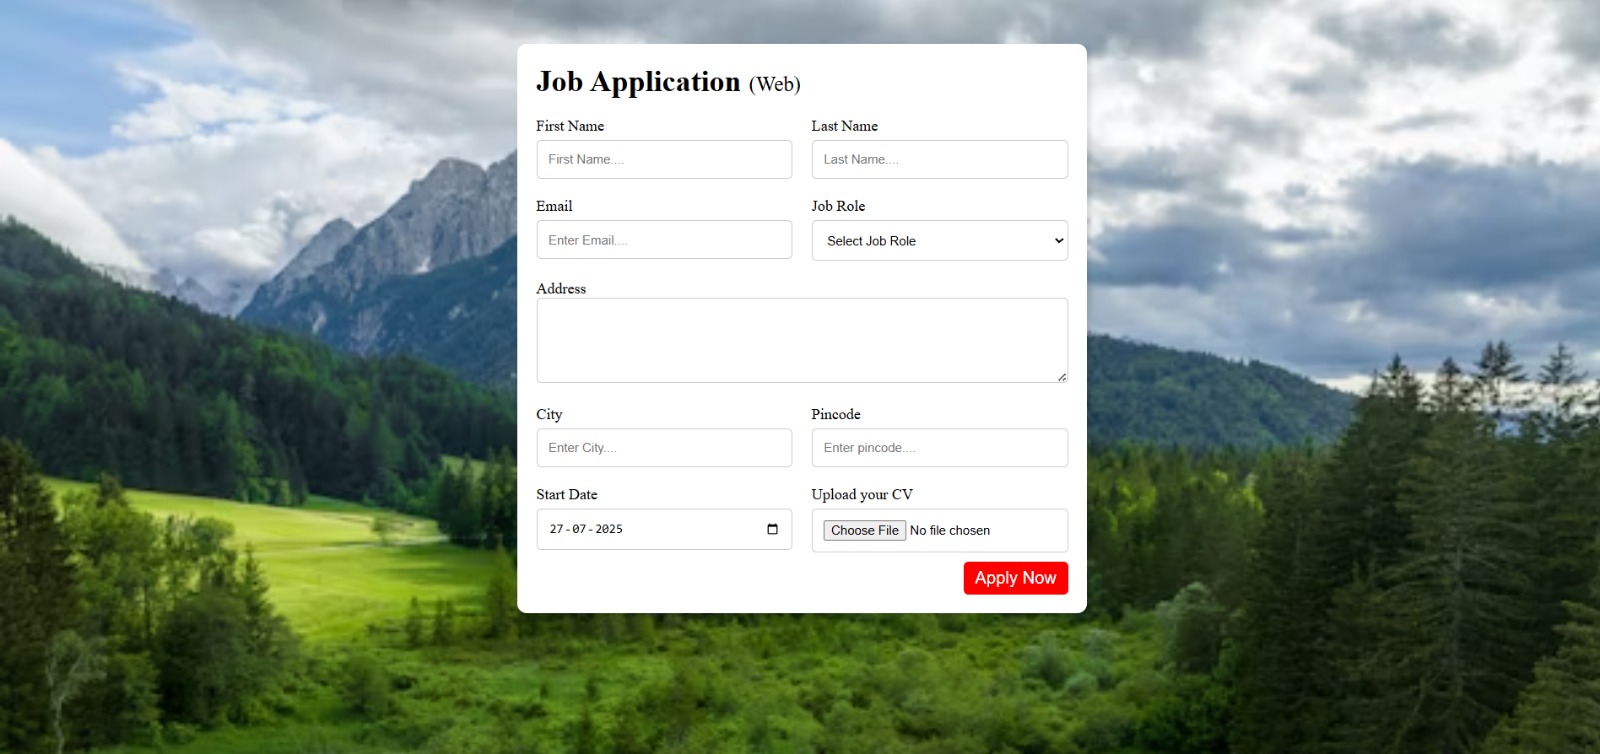 Job Application (Web)
First Name
Last Name
First Name....
Last Name....
Email
Job Role
Enter Email....
Select Job Role
Address
City
Pincode
Enter City....
Enter pincode....
Start Date
Upload your CV
27-07-2025
Choose File No file chosen
Apply Now